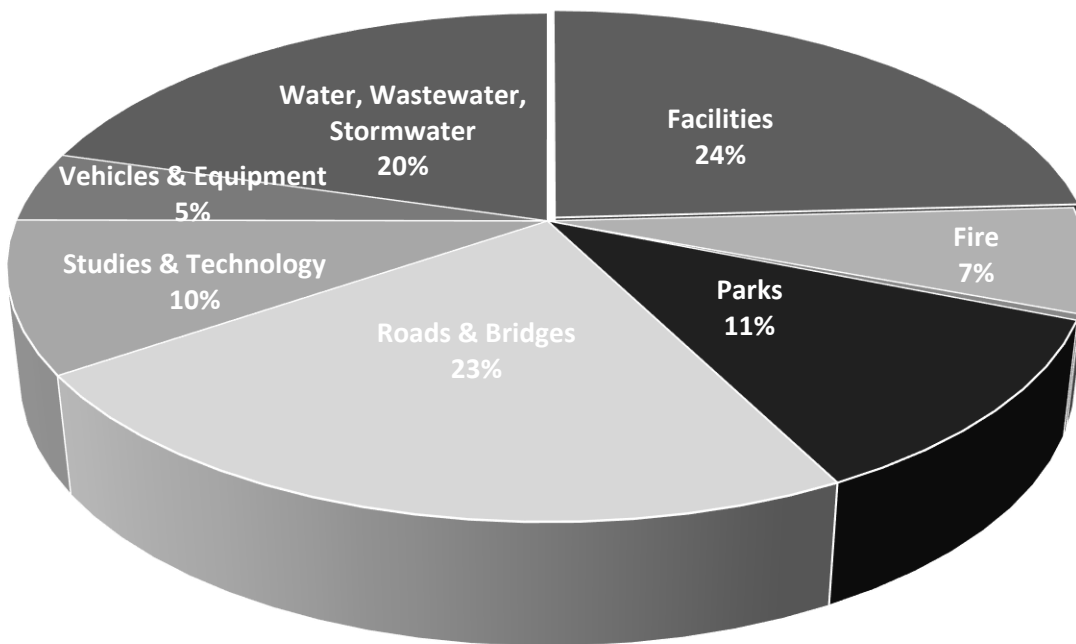 Facilities
24%
Fire
7%
Parks
11%
Roads & Bridges
23%
Studies & Technology
10%
Vehicles & Equipment
5%
Water, Wastewater,
Stormwater
20%